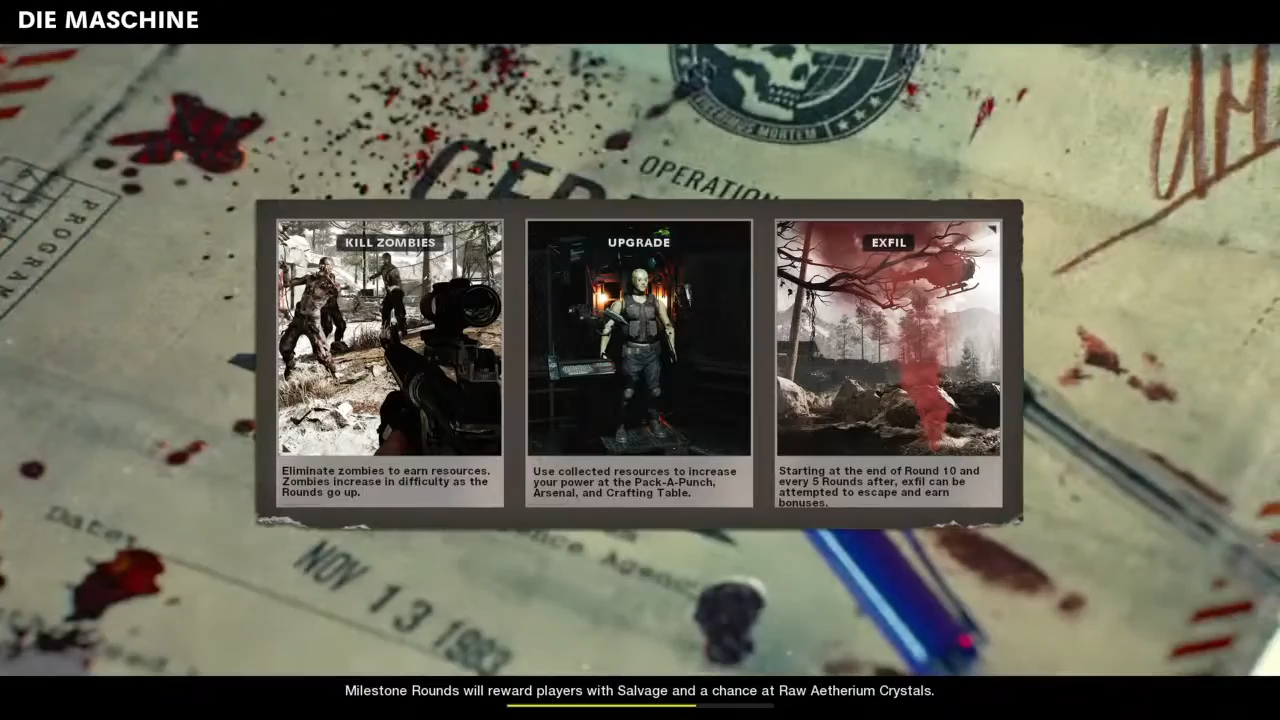 DIE MASCHINE
MORTEM
OPERATION
PROGRAM
KILL ZOMBIES
UPGRADE
EXFIL
Eliminate zombies to earn resources.
Zombies increase in difficulty as the
Rounds go up.
Use collected resources to increase
your power at the Pack-A-Punch,
Arsenal, and Crafting Table.
Starting at the end of Round 10 and
every 5 Rounds after, exfil can be
attempted to escape and earn
bonuses.
Date:
NOV 13 1983
Milestone Rounds will reward players with Salvage and a chance at Raw Aetherium Crystals.